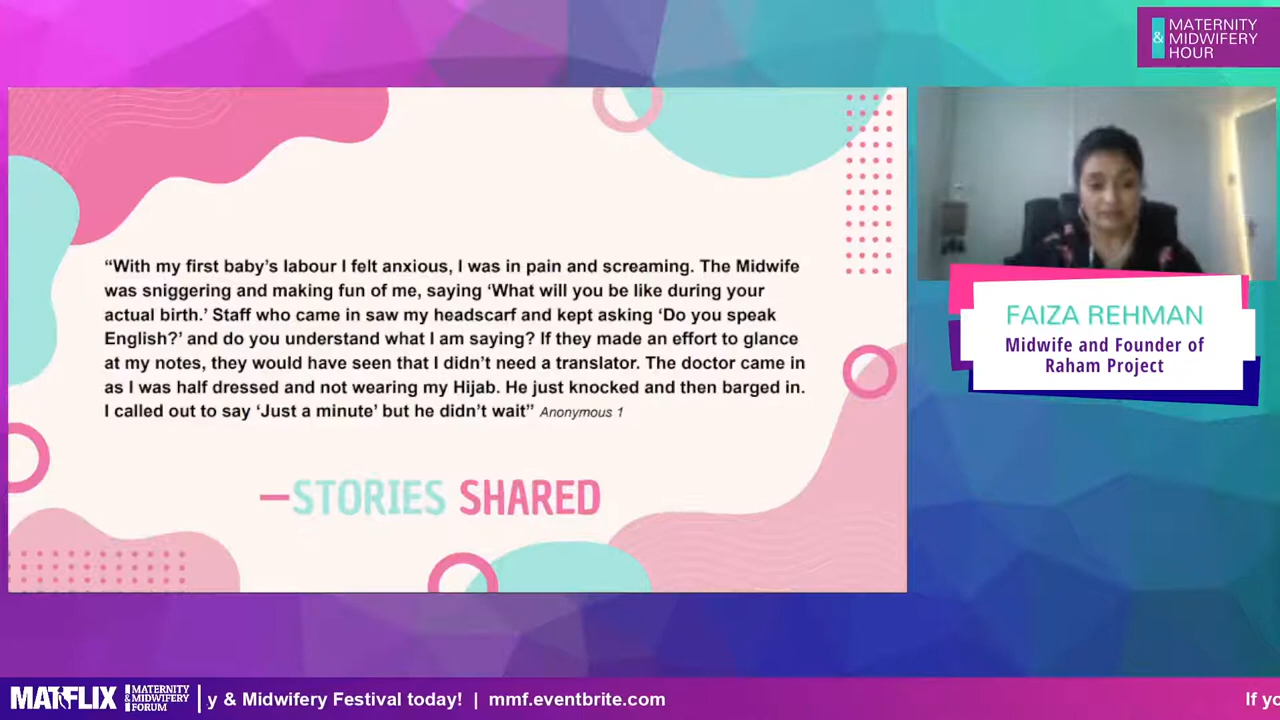 MATERNITY
& MIDWIFERY
HOUR
“With my first baby’s labour I felt anxious, I was in pain and screaming. The Midwife
was sniggering and making fun of me, saying ‘What will you be like during your
actual birth.’ Staff who came in saw my headscarf and kept asking ‘Do you speak
English?’ and do you understand what I am saying? If they made an effort to glance
at my notes, they would have seen that I didn’t need a translator. The doctor came in
as I was half dressed and not wearing my Hijab. He just knocked and then barged in.
I called out to say ‘Just a minute’ but he didn’t wait” Anonymous 1
—STORIES SHARED
FAIZA REHMAN
Midwife and Founder of
Raham Project
MATFLIX
MATERNITY
& MIDWIFERY
FORUM
y & Midwifery Festival today! | mmf.eventbrite.com
If yo